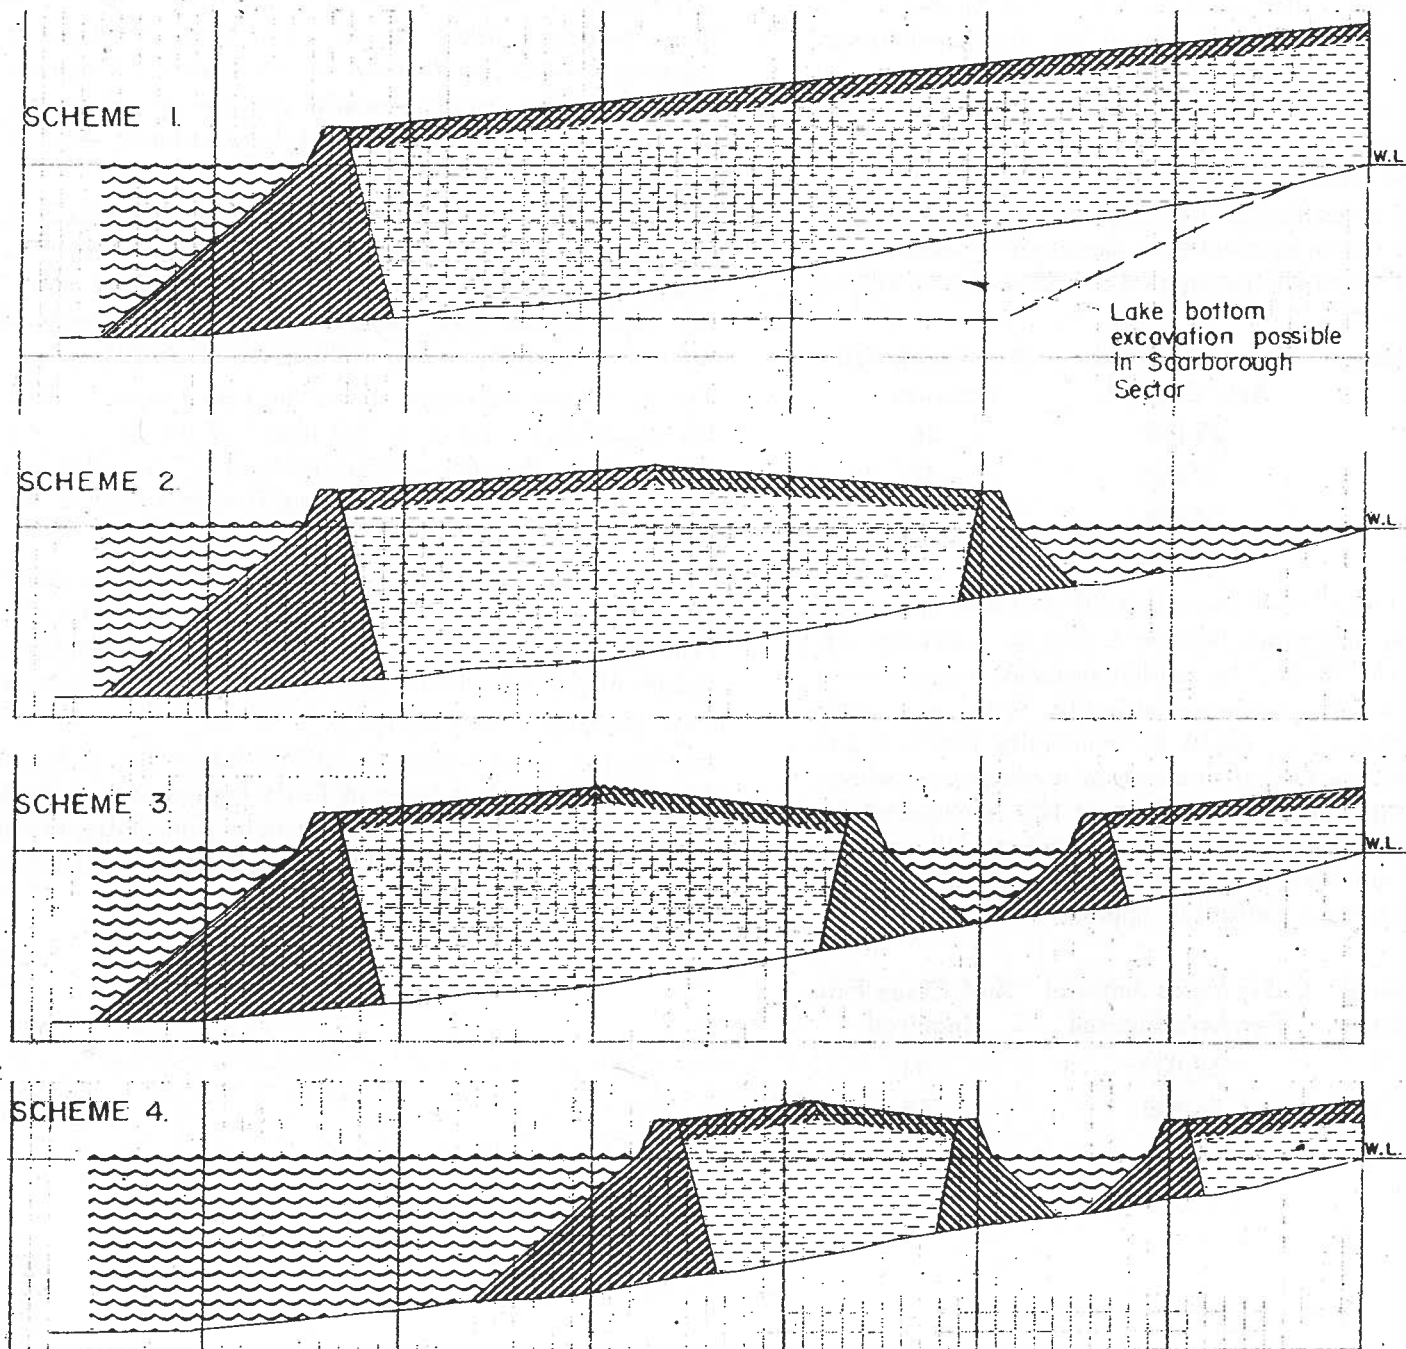 SCHEME 1.
W.L
Lake bottom
excavation possible
in Scarborough
Sector
SCHEME 2.
W.L
SCHEME 3.
W.L.
SCHEME 4.
W.L.